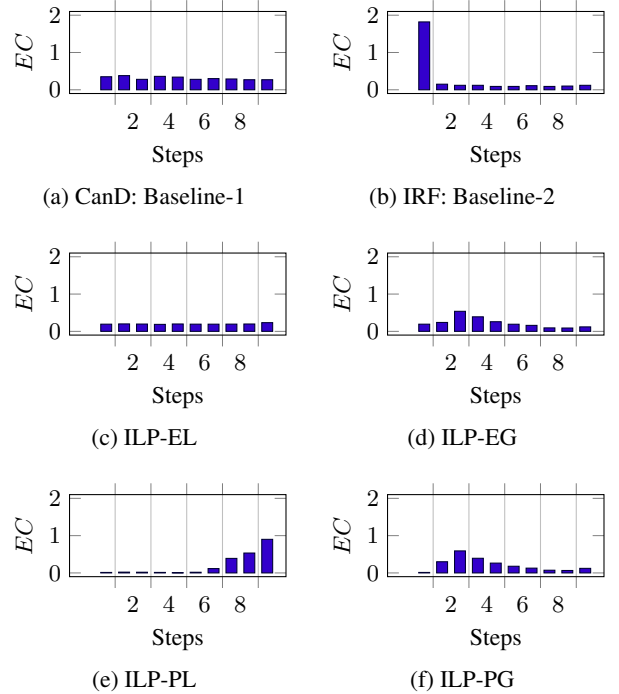 2
1
0
EC
2 4 6 8
Steps
(a) CanD: Baseline-1
2
1
0
EC
2 4 6 8
Steps
(b) IRF: Baseline-2
2
1
0
EC
2 4 6 8
Steps
(c) ILP-EL
2
1
0
EC
2 4 6 8
Steps
(d) ILP-EG
2
1
0
EC
2 4 6 8
Steps
(e) ILP-PL
2
1
0
EC
2 4 6 8
Steps
(f) ILP-PG